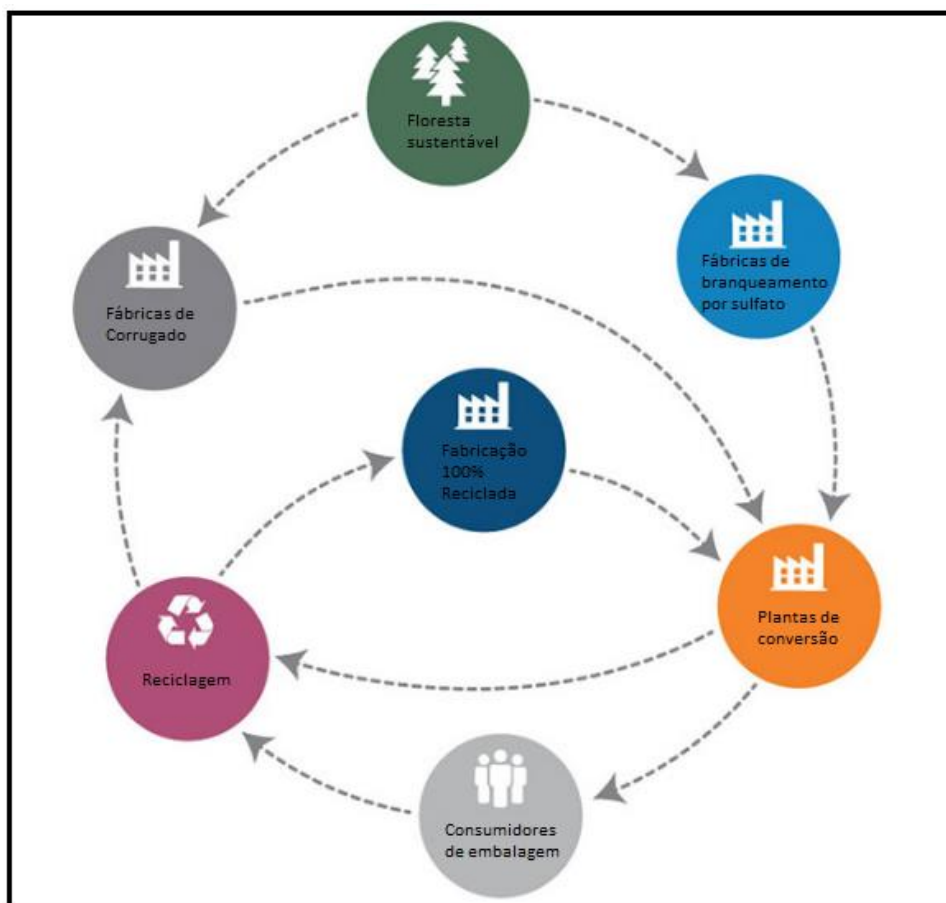 Floresta
sustentável
Fábricas de
branqueamento
por sulfato
Fábricas de
Corrugado
Fabricação
100%
Reciclada
Plantas de
conversão
Reciclagem
Consumidores
de embalagem